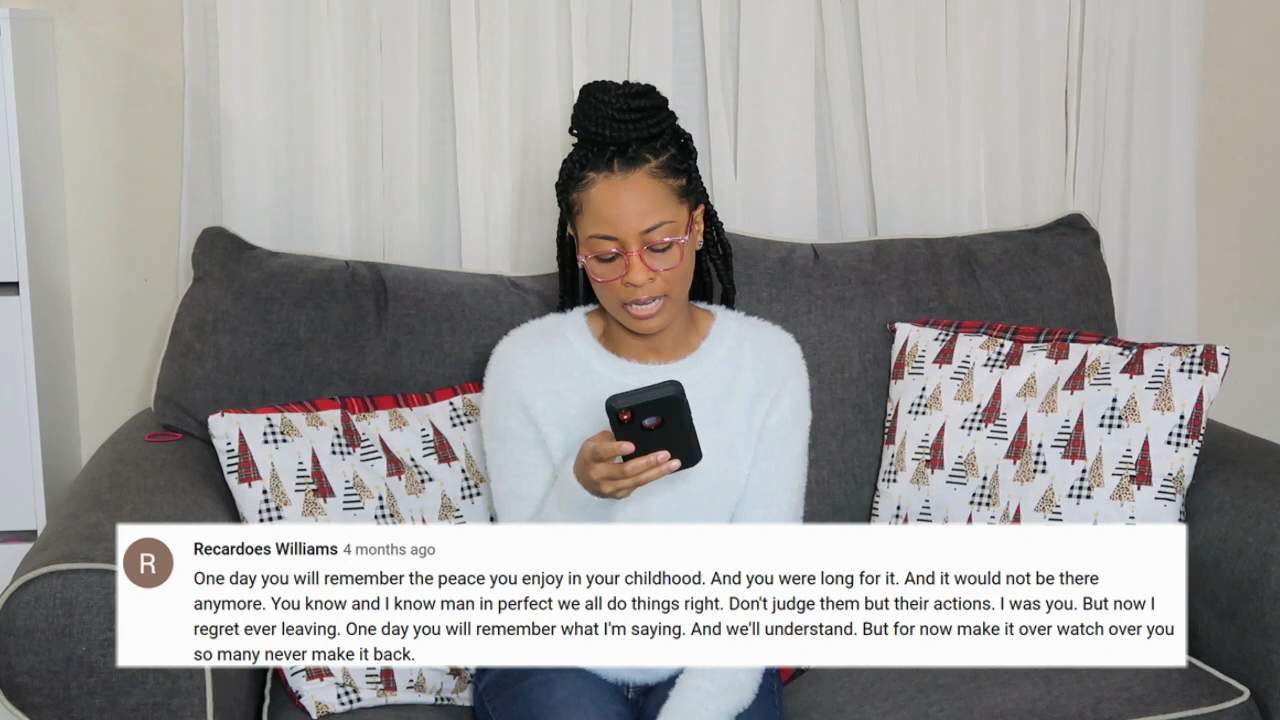 R
Recardoes Williams 4 months ago
One day you will remember the peace you enjoy in your childhood. And you were long for it. And it would not be there
anymore. You know and I know man in perfect we all do things right. Don't judge them but their actions. I was you. But now I
regret ever leaving. One day you will remember what I'm saying. And we'll understand. But for now make it over watch over you
so many never make it back.